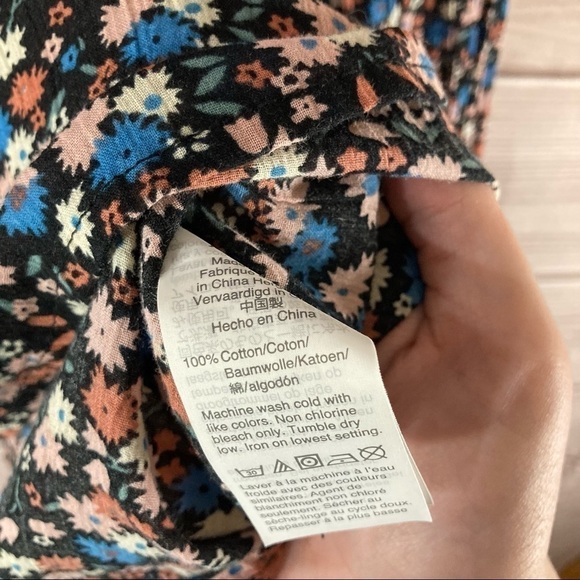 Made
Fabriqué
in China He
Vervaardigd in
中国製
Hecho en China
100% Cotton/Coton/
Baumwolle/Katoen/
綿/algodón
Machine wash cold with
like colors. Non chlorine
bleach only. Tumble dry
low. Iron on lowest setting.
30
Laver à la machine à l'eau
froide avec des couleurs
similaires. Agent de
blanchiment non chloré
seulement. Sécher au
sèche-linge au cycle doux.
Repasser à la plus basse